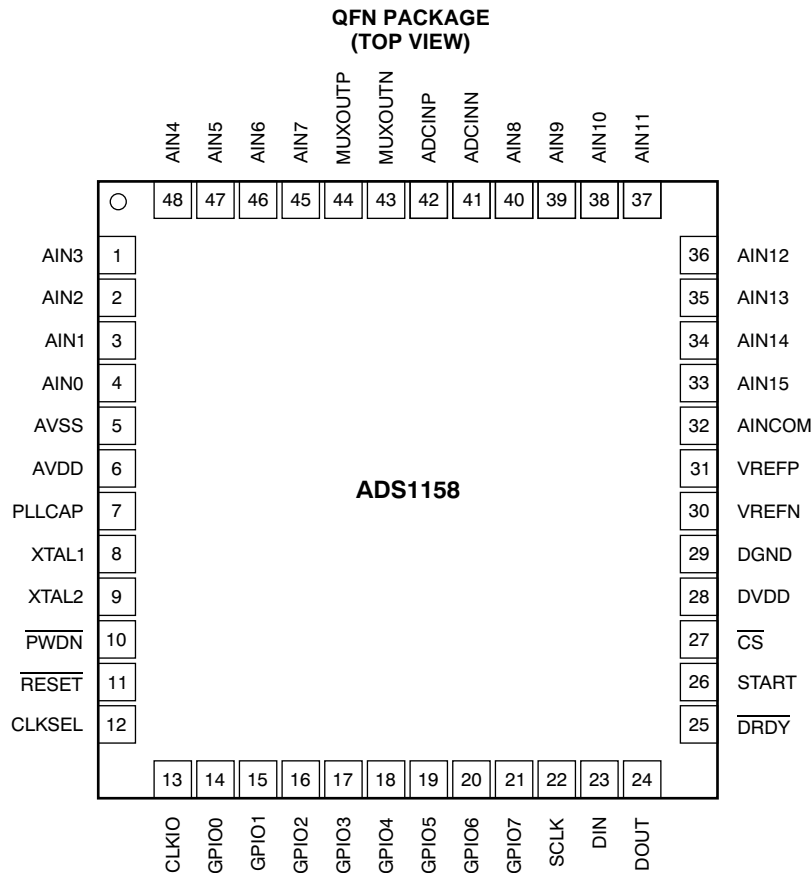 QFN PACKAGE
(TOP VIEW)
AIN4 AIN5 AIN6 AIN7 MUXOUTP MUXOUTN ADCINP ADCINN AIN8 AIN9 AIN10 AIN11
48 47 46 45 44 43 42 41 40 39 38 37
AIN3 1 36 AIN12
AIN2 2 35 AIN13
AIN1 3 34 AIN14
AIN0 4 33 AIN15
AVSS 5 32 AINCOM
AVDD 6 31 VREFP
ADS1158
PLLCAP 7 30 VREFN
XTAL1 8 29 DGND
XTAL2 9 28 DVDD
P̅W̅D̅N̅ 10 27 C̅S̅
R̅E̅S̅E̅T̅ 11 26 START
CLKSEL 12 25 D̅R̅D̅Y̅
13 14 15 16 17 18 19 20 21 22 23 24
CLKIO GPIO0 GPIO1 GPIO2 GPIO3 GPIO4 GPIO5 GPIO6 GPIO7 SCLK DIN DOUT